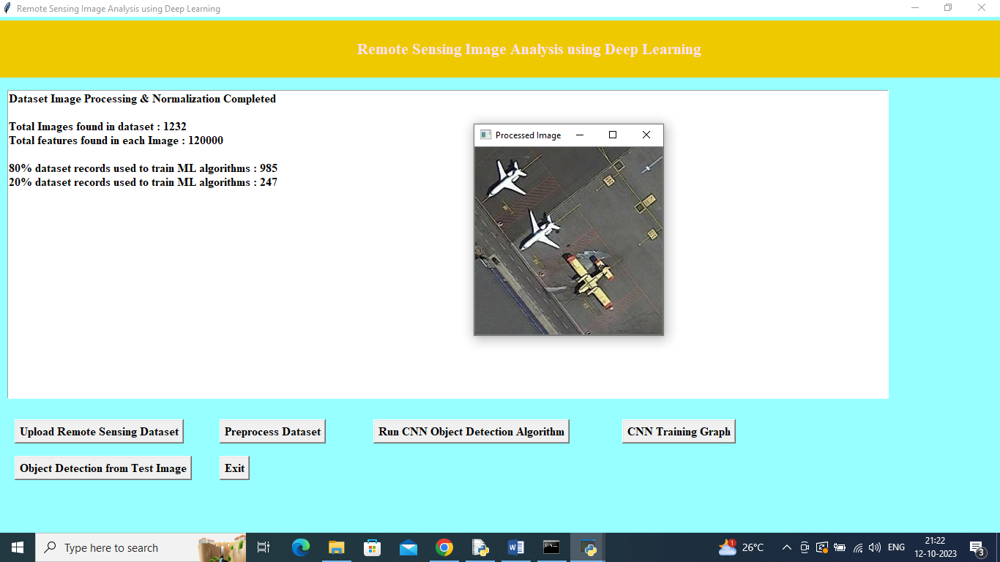 Remote Sensing Image Analysis using Deep Learning
Remote Sensing Image Analysis using Deep Learning
Dataset Image Processing & Normalization Completed
Total Images found in dataset : 1232
Total features found in each Image : 120000
80% dataset records used to train ML algorithms : 985
20% dataset records used to train ML algorithms : 247
Processed Image
Upload Remote Sensing Dataset
Preprocess Dataset
Run CNN Object Detection Algorithm
CNN Training Graph
Object Detection from Test Image
Exit
Type here to search
1
26°C
ENG
21:22
12-10-2023
3